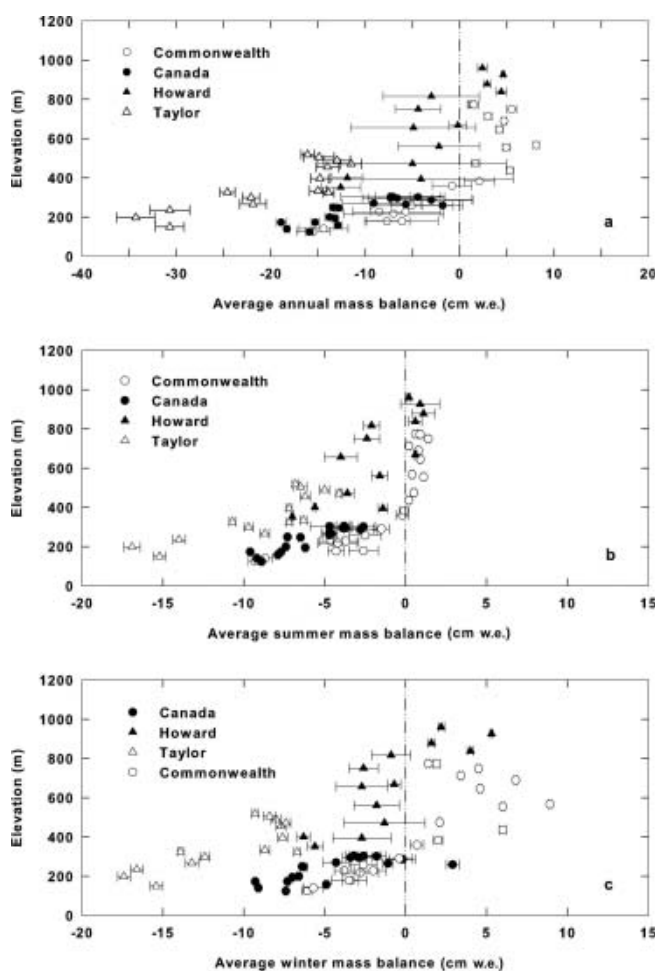 1200
1000
800
600
400
200
0
Elevation (m)
Commonwealth
Canada
Howard
Taylor
a
-40 -30 -20 -10 0 10 20
Average annual mass balance (cm w.e.)
1200
1000
800
600
400
200
0
Elevation (m)
Commonwealth
Canada
Howard
Taylor
b
-20 -15 -10 -5 0 5 10 15
Average summer mass balance (cm w.e.)
1200
1000
800
600
400
200
0
Elevation (m)
Canada
Howard
Taylor
Commonwealth
c
-20 -15 -10 -5 0 5 10 15
Average winter mass balance (cm w.e.)